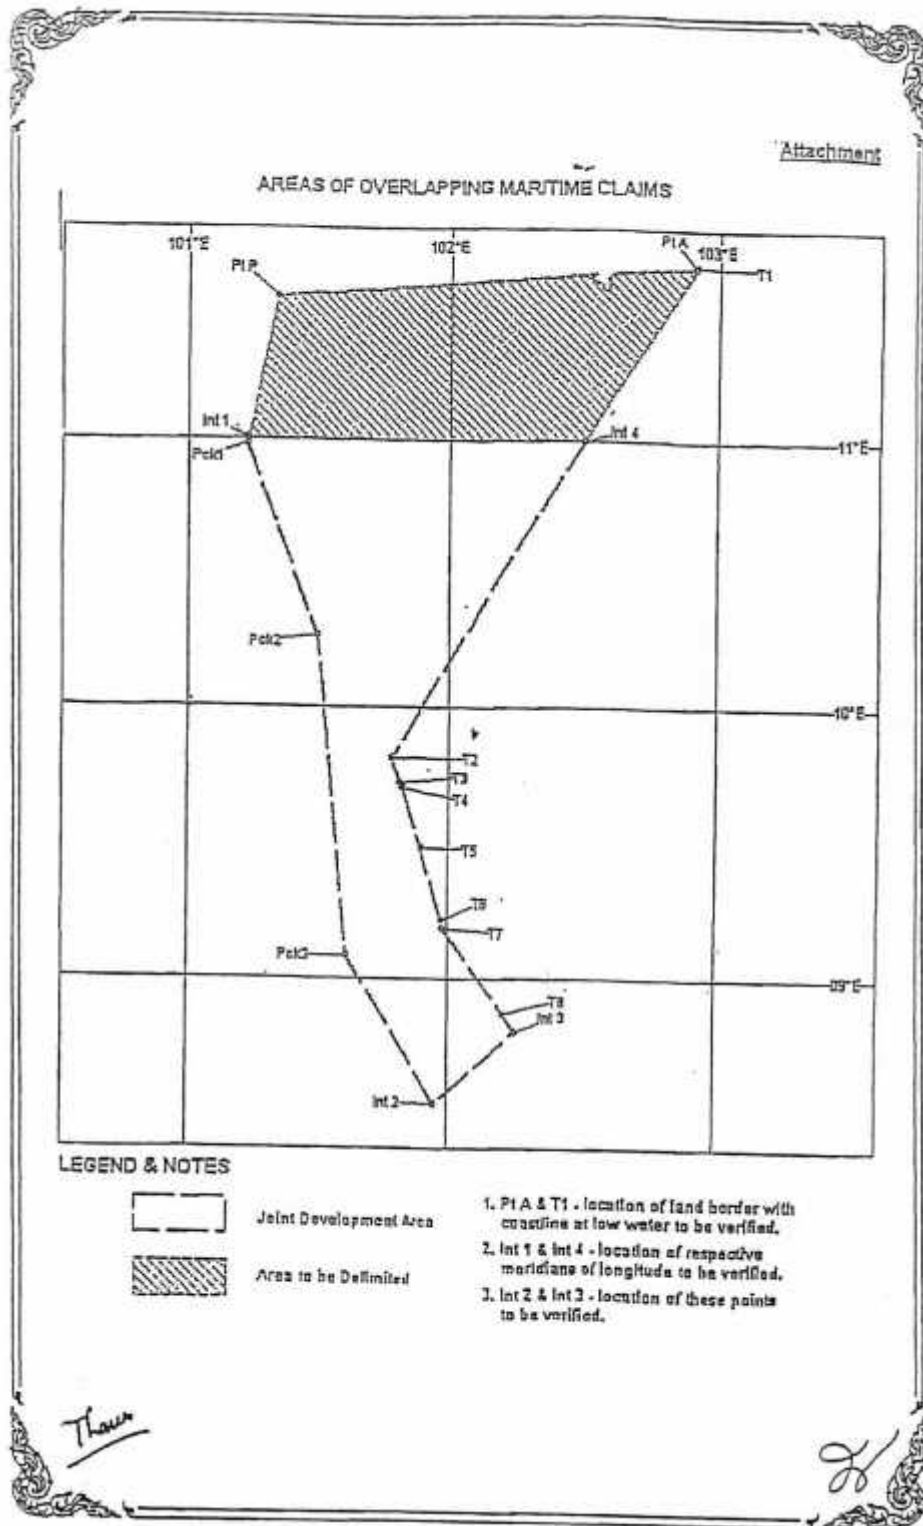 Attachment
AREAS OF OVERLAPPING MARITIME CLAIMS
101°E
102°E
Pt.A
103°E
T1
Pt.P
Int 1
Pck1
Int 4
11°E
Pck2
10°E
T2
T3
T4
T5
T6
T7
Pck3
09°E
T8
Int 3
Int 2
LEGEND & NOTES
Joint Development Area
Area to be Delimited
1. Pt A & T1 - location of land border with
coastline at low water to be verified.
2. Int 1 & Int 4 - location of respective
meridians of longitude to be verified.
3. Int 2 & Int 3 - location of these points
to be verified.